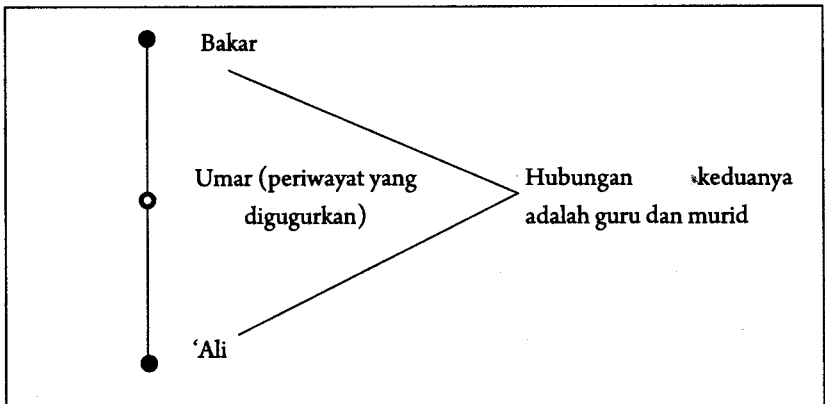 Bakar
Umar (periwayat yang
digugurkan)
Hubungan keduanya
adalah guru dan murid
‘Ali